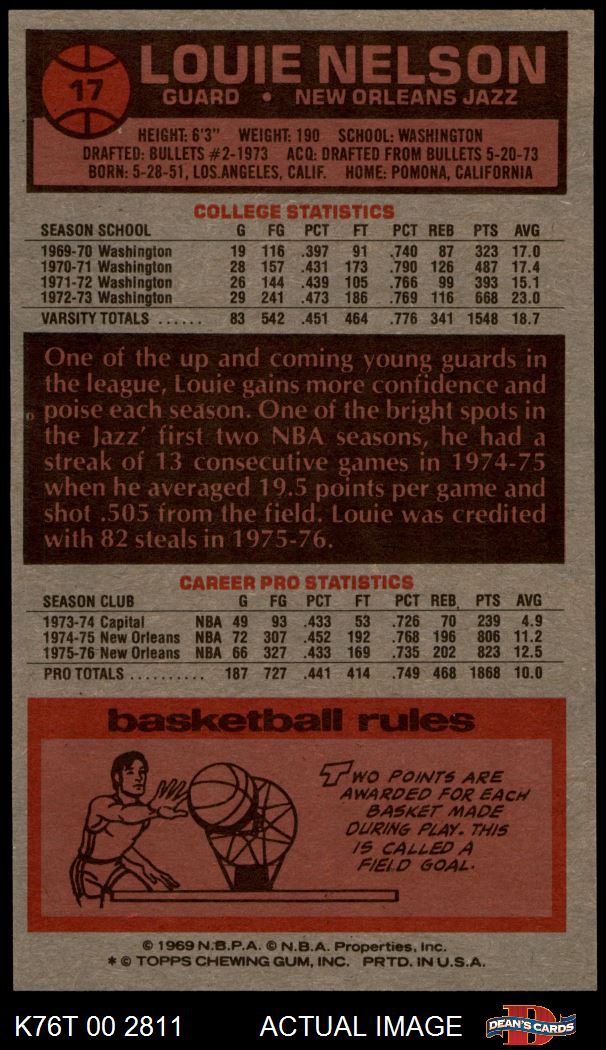 17
LOUIE NELSON
GUARD • NEW ORLEANS JAZZ
HEIGHT: 6'3" WEIGHT: 190 SCHOOL: WASHINGTON
DRAFTED: BULLETS #2-1973 ACQ: DRAFTED FROM BULLETS 5-20-73
BORN: 5-28-51, LOS.ANGELES, CALIF. HOME: POMONA, CALIFORNIA
COLLEGE STATISTICS
SEASON SCHOOL G FG PCT FT PCT REB PTS AVG
1969-70 Washington 19 116 .397 91 .740 87 323 17.0
1970-71 Washington 28 157 .431 173 .790 126 487 17.4
1971-72 Washington 26 144 .439 105 .766 99 393 15.1
1972-73 Washington 29 241 .473 186 .769 116 668 23.0
VARSITY TOTALS ...... 83 542 .451 464 .776 341 1548 18.7
One of the up and coming young guards in
the league, Louie gains more confidence and
poise each season. One of the bright spots in
the Jazz' first two NBA seasons, he had a
streak of 13 consecutive games in 1974-75
when he averaged 19.5 points per game and
shot .505 from the field. Louie was credited
with 82 steals in 1975-76.
CAREER PRO STATISTICS
SEASON CLUB G FG PCT FT PCT REB. PTS AVG
1973-74 Capital NBA 49 93 .433 53 .726 70 239 4.9
1974-75 New Orleans NBA 72 307 .452 192 .768 196 806 11.2
1975-76 New Orleans NBA 66 327 .433 169 .735 202 823 12.5
PRO TOTALS .......... 187 727 .441 414 .749 468 1868 10.0
basketball rules
TWO POINTS ARE
AWARDED FOR EACH
BASKET MADE
DURING PLAY. THIS
IS CALLED A
FIELD GOAL.
© 1969 N.B.P.A. © N.B.A. Properties, Inc.
* © TOPPS CHEWING GUM, INC. PRTD. IN U.S.A.
K76T 00 2811 ACTUAL IMAGE DEAN'S CARDS